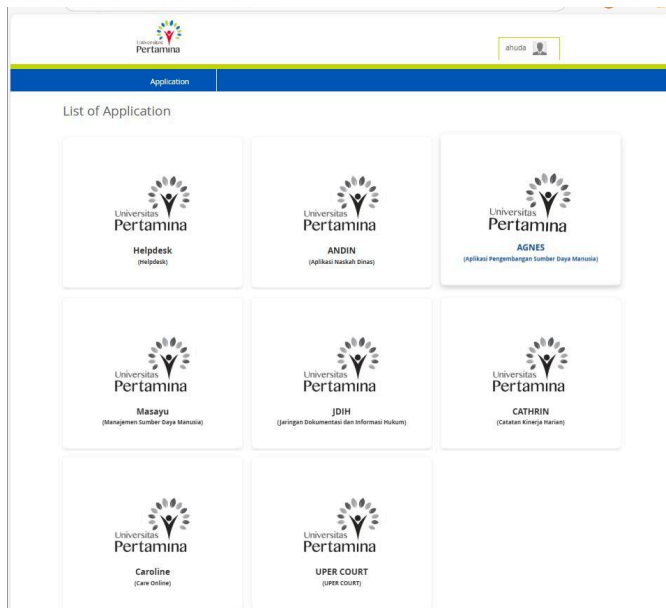 Universitas
Pertamina
ahuda
Application
List of Application
Universitas
Pertamina
Helpdesk
(Helpdesk)
Universitas
Pertamina
ANDIN
(Aplikasi Naskah Dinas)
Universitas
Pertamina
AGNES
(Aplikasi Pengembangan Sumber Daya Manusia)
Universitas
Pertamina
Masayu
(Manajemen Sumber Daya Manusia)
Universitas
Pertamina
JDIH
(Jaringan Dokumentasi dan Informasi Hukum)
Universitas
Pertamina
CATHRIN
(Catatan Kinerja Harian)
Universitas
Pertamina
Caroline
(Care Online)
Universitas
Pertamina
UPER COURT
(UPER COURT)